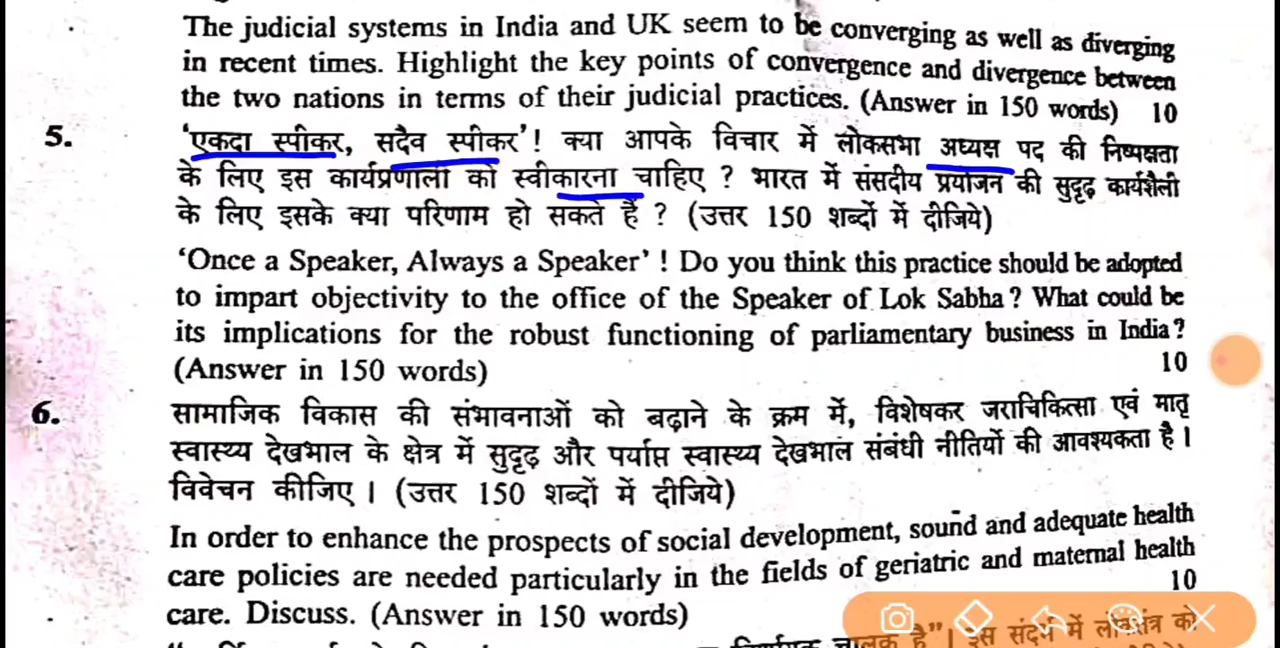 The judicial systems in India and UK seem to be converging as well as diverging
in recent times. Highlight the key points of convergence and divergence between
the two nations in terms of their judicial practices. (Answer in 150 words) 10
5. 'एकदा स्पीकर, सदैव स्पीकर'! क्या आपके विचार में लोकसभा अध्यक्ष पद की निष्पक्षता
के लिए इस कार्यप्रणाली को स्वीकारना चाहिए ? भारत में संसदीय प्रयोजन की सुदृढ़ कार्यशैली
के लिए इसके क्या परिणाम हो सकते हैं ? (उत्तर 150 शब्दों में दीजिये)
'Once a Speaker, Always a Speaker' ! Do you think this practice should be adopted
to impart objectivity to the office of the Speaker of Lok Sabha? What could be
its implications for the robust functioning of parliamentary business in India?
(Answer in 150 words) 10
6. सामाजिक विकास की संभावनाओं को बढ़ाने के क्रम में, विशेषकर जराचिकित्सा एवं मातृ
स्वास्थ्य देखभाल के क्षेत्र में सुदृढ़ और पर्याप्त स्वास्थ्य देखभाल संबंधी नीतियों की आवश्यकता है।
विवेचन कीजिए। (उत्तर 150 शब्दों में दीजिये)
In order to enhance the prospects of social development, sound and adequate health
care policies are needed particularly in the fields of geriatric and maternal health
care. Discuss. (Answer in 150 words) 10
है"। इस संदर्भ में लोकतंत्र को